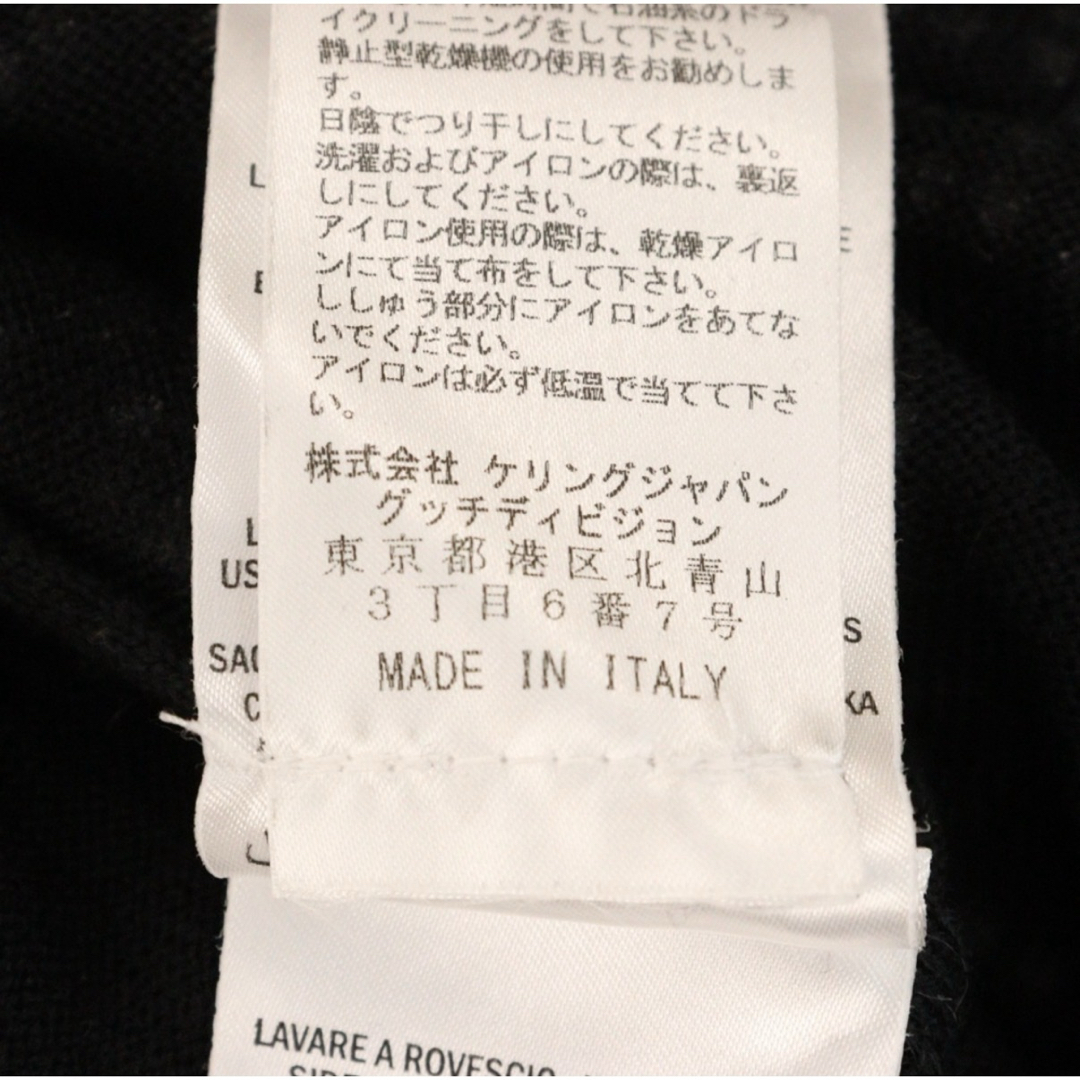 で石油系のドラ
イクリーニングをして下さい。
静止型乾燥機の使用をお勧めしま
す。
日陰でつり干しにしてください。
洗濯およびアイロンの際は、裏返
しにしてください。
アイロン使用の際は、乾燥アイロ
ンにて当て布をして下さい。
ししゅう部分にアイロンをあてな
いでください。
アイロンは必ず低温で当てて下さ
い。
株式会社 ケリングジャパン
グッチディビジョン
東京都港区北青山
3丁目6番7号
MADE IN ITALY
LAVARE A ROVESCIO